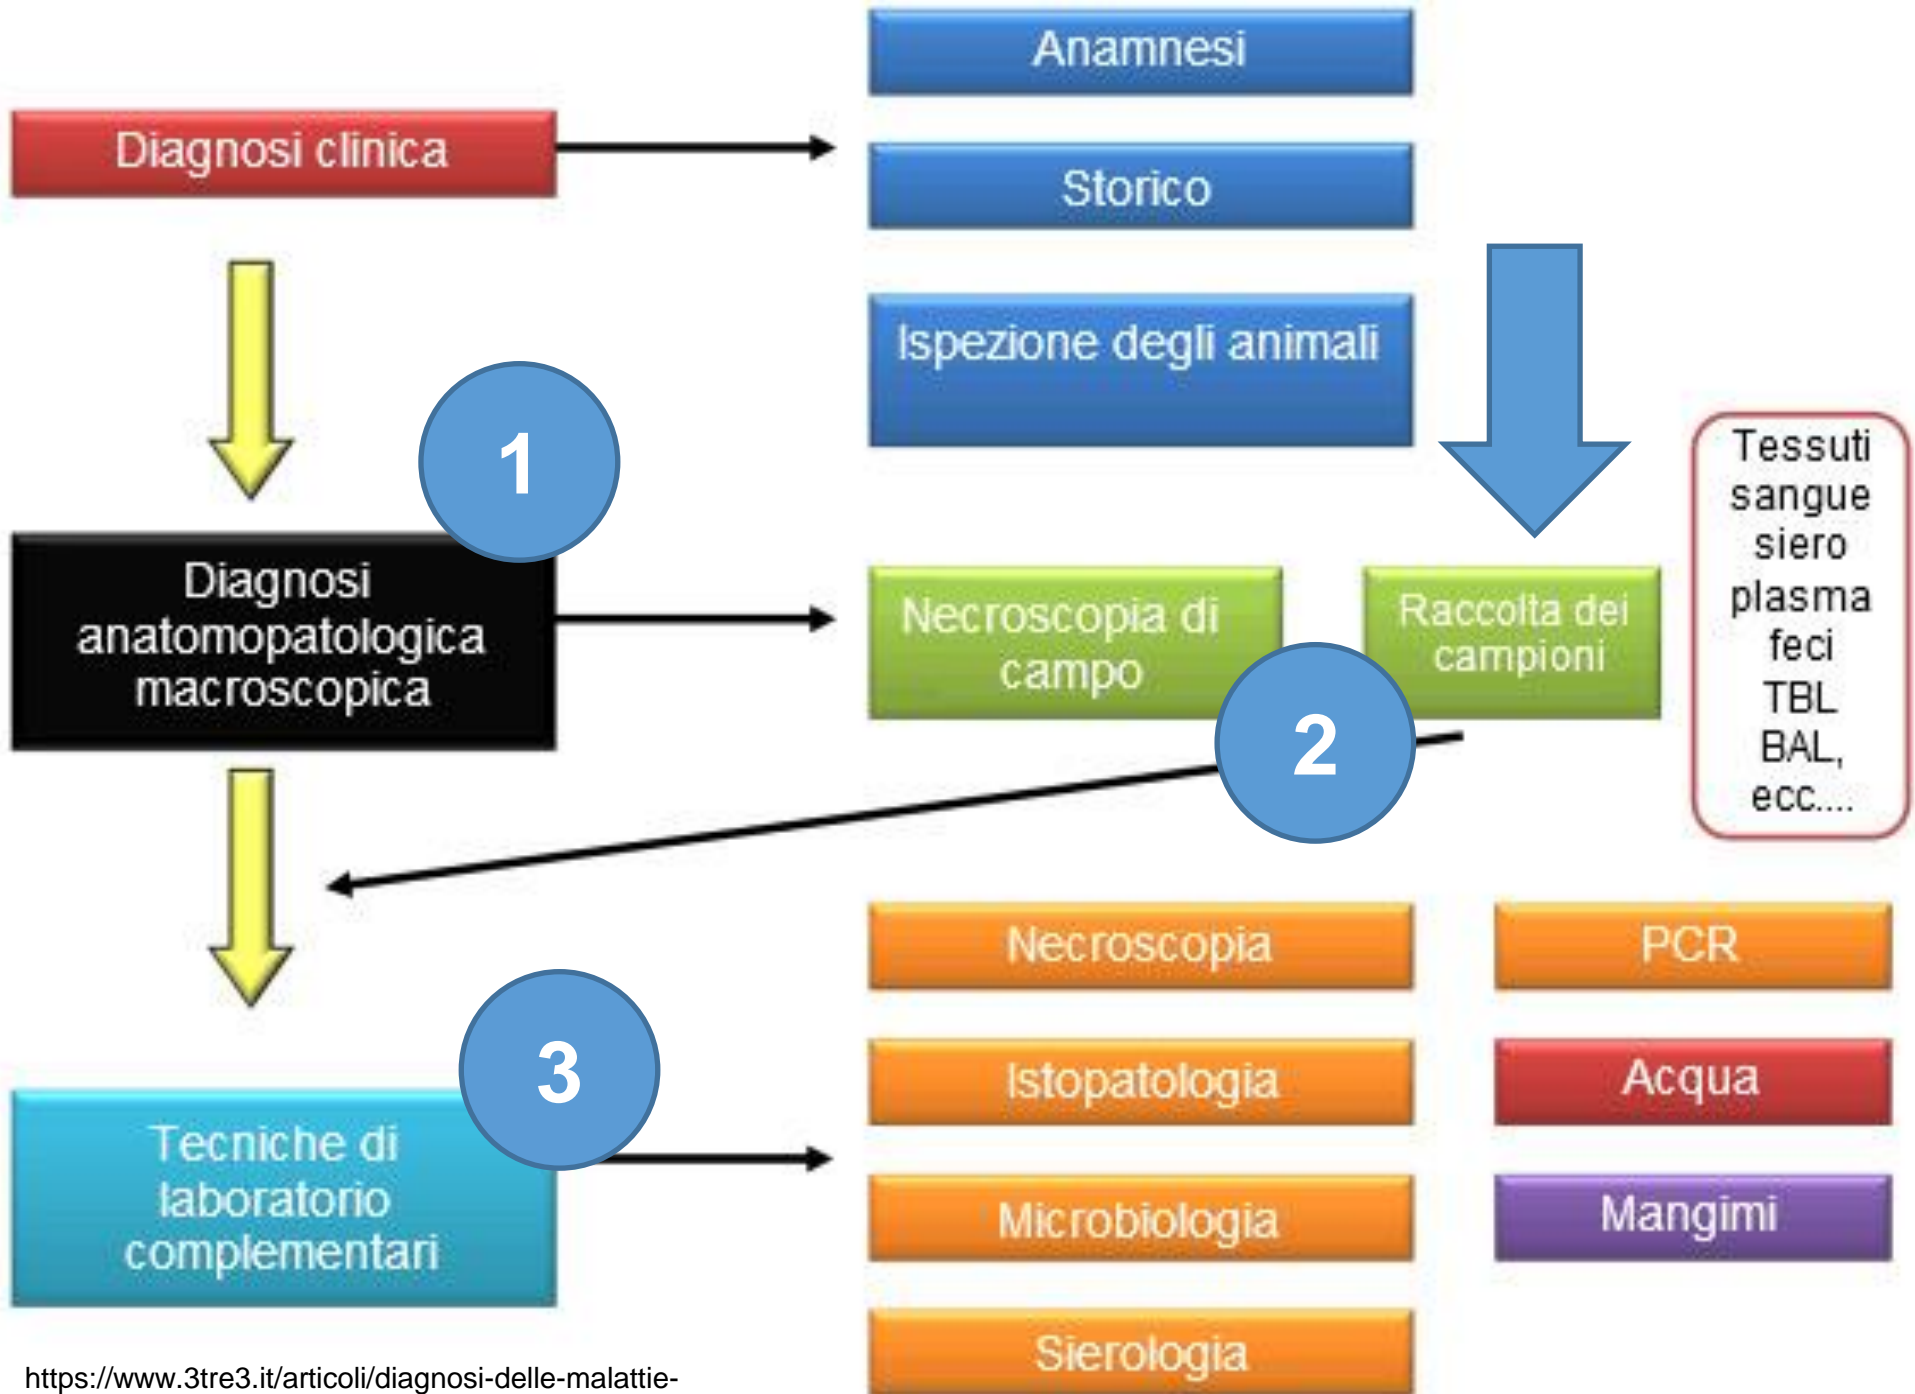 Diagnosi clinica
Anamnesi
Storico
Ispezione degli animali
1
Diagnosi
anatomopatologica
macroscopica
Necroscopia di
campo
Raccolta dei
campioni
2
Tessuti
sangue
siero
plasma
feci
TBL
BAL,
ecc....
3
Tecniche di
laboratorio
complementari
Necroscopia
Istopatologia
Microbiologia
Sierologia
PCR
Acqua
Mangimi
https://www.3tre3.it/articoli/diagnosi-delle-malattie-